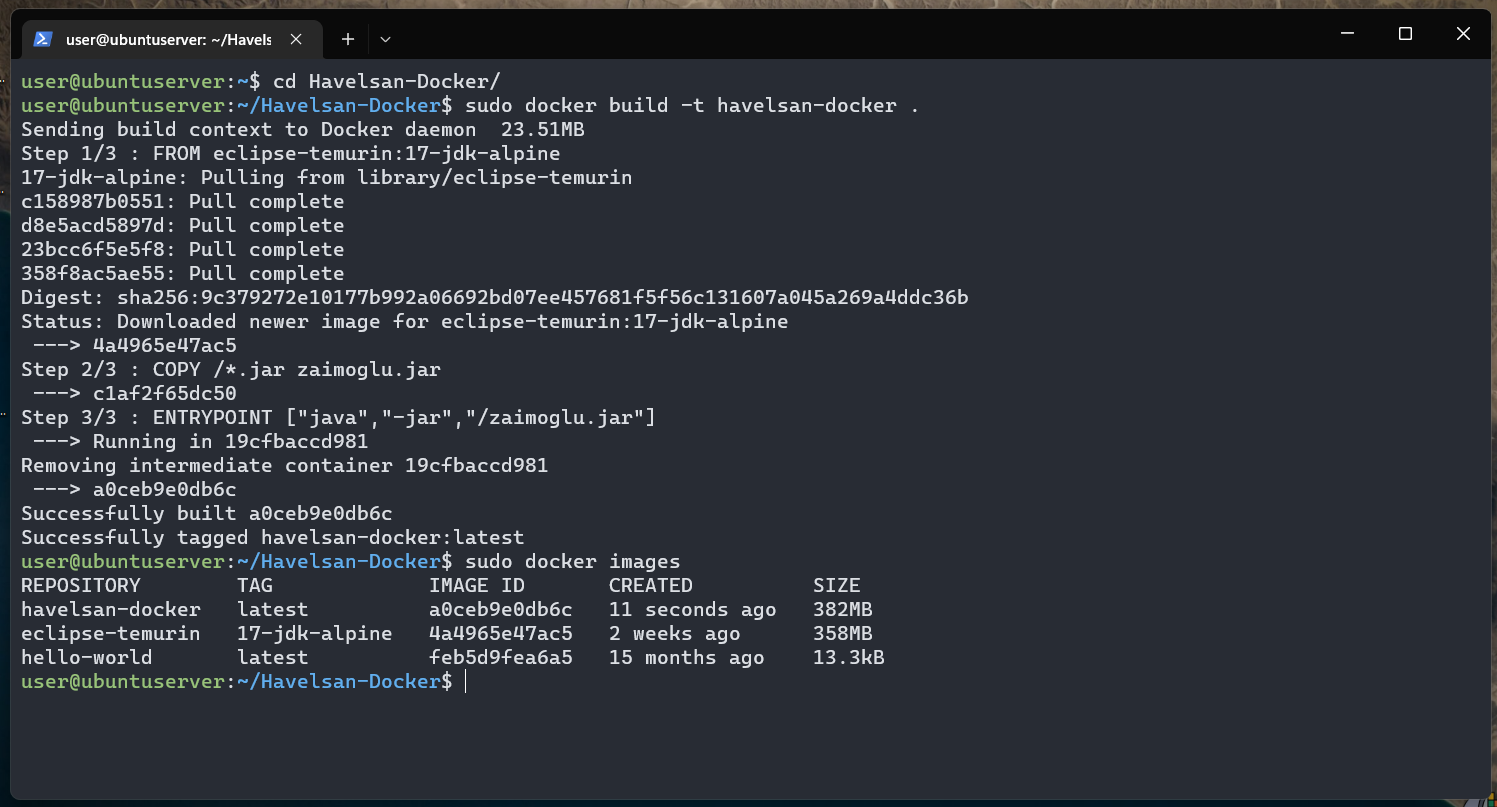 user@ubuntuserver: ~/Havels
user@ubuntuserver:~$ cd Havelsan-Docker/
user@ubuntuserver:~/Havelsan-Docker$ sudo docker build -t havelsan-docker .
Sending build context to Docker daemon  23.51MB
Step 1/3 : FROM eclipse-temurin:17-jdk-alpine
17-jdk-alpine: Pulling from library/eclipse-temurin
c158987b0551: Pull complete
d8e5acd5897d: Pull complete
23bcc6f5e5f8: Pull complete
358f8ac5ae55: Pull complete
Digest: sha256:9c379272e10177b992a06692bd07ee457681f5f56c131607a045a269a4ddc36b
Status: Downloaded newer image for eclipse-temurin:17-jdk-alpine
 ---> 4a4965e47ac5
Step 2/3 : COPY /*.jar zaimoglu.jar
 ---> c1af2f65dc50
Step 3/3 : ENTRYPOINT ["java","-jar","/zaimoglu.jar"]
 ---> Running in 19cfbaccd981
Removing intermediate container 19cfbaccd981
 ---> a0ceb9e0db6c
Successfully built a0ceb9e0db6c
Successfully tagged havelsan-docker:latest
user@ubuntuserver:~/Havelsan-Docker$ sudo docker images
REPOSITORY        TAG             IMAGE ID       CREATED          SIZE
havelsan-docker   latest          a0ceb9e0db6c   11 seconds ago   382MB
eclipse-temurin   17-jdk-alpine   4a4965e47ac5   2 weeks ago      358MB
hello-world       latest          feb5d9fea6a5   15 months ago    13.3kB
user@ubuntuserver:~/Havelsan-Docker$